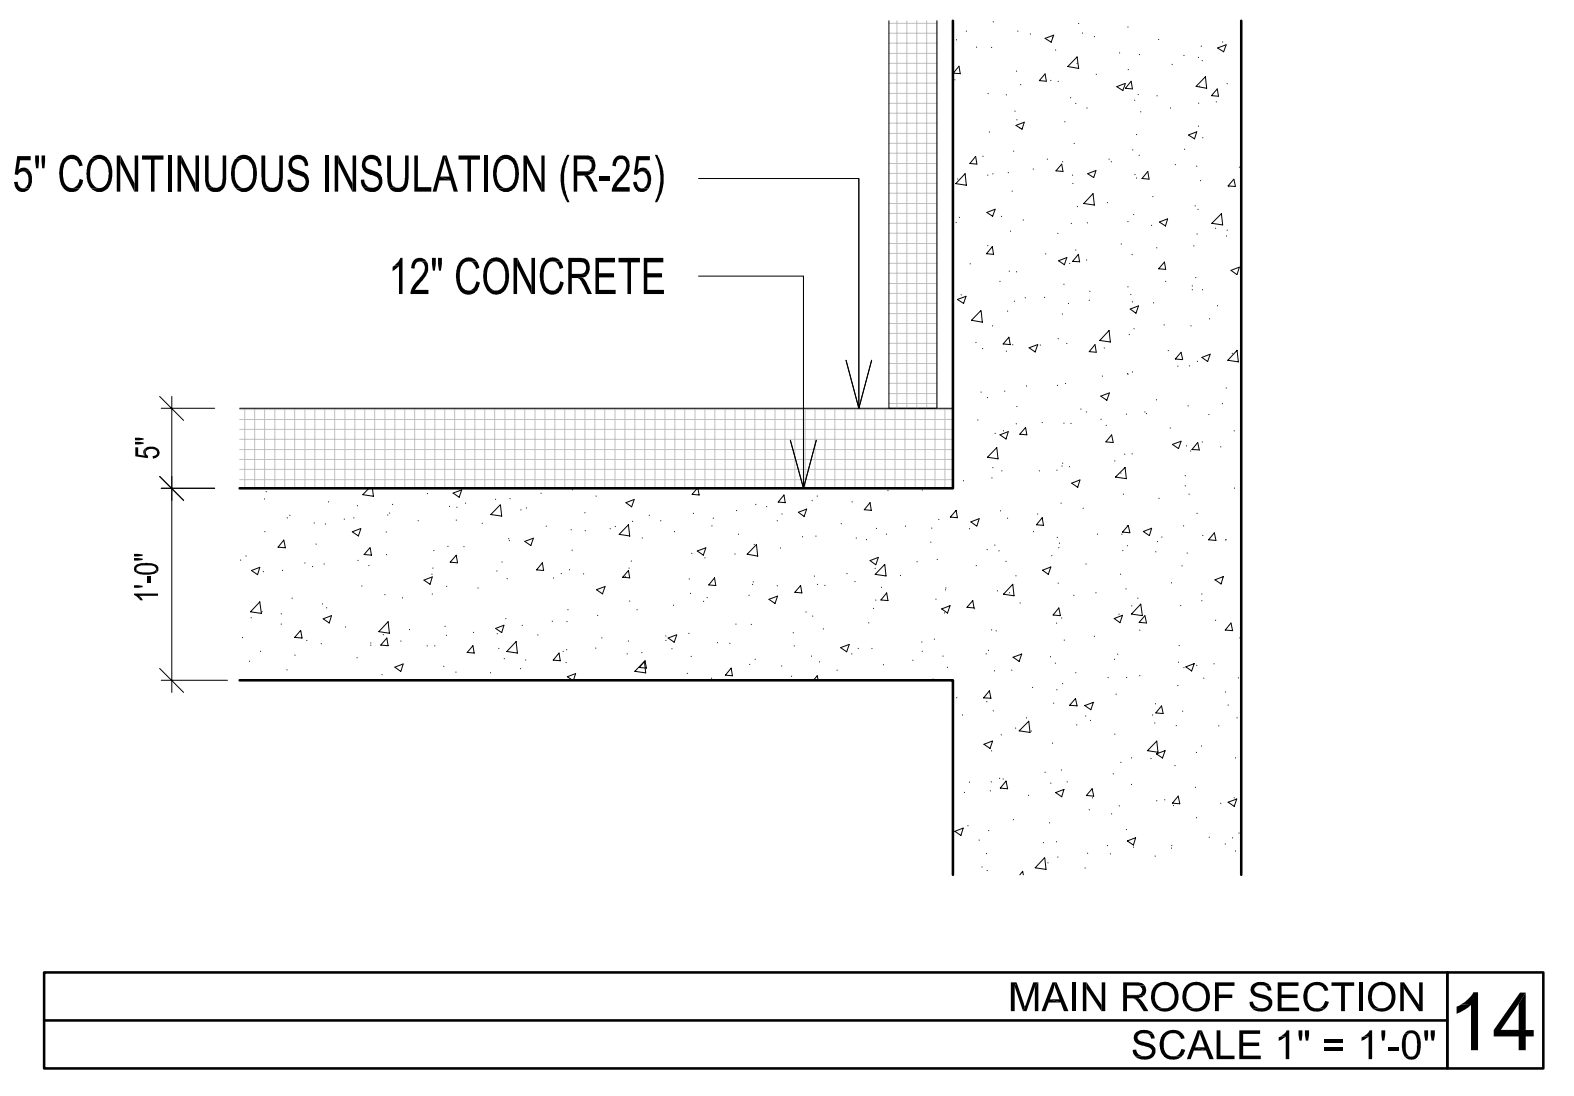 5" CONTINUOUS INSULATION (R-25)
12" CONCRETE
5"
1'-0"
MAIN ROOF SECTION
SCALE 1" = 1'-0"
14